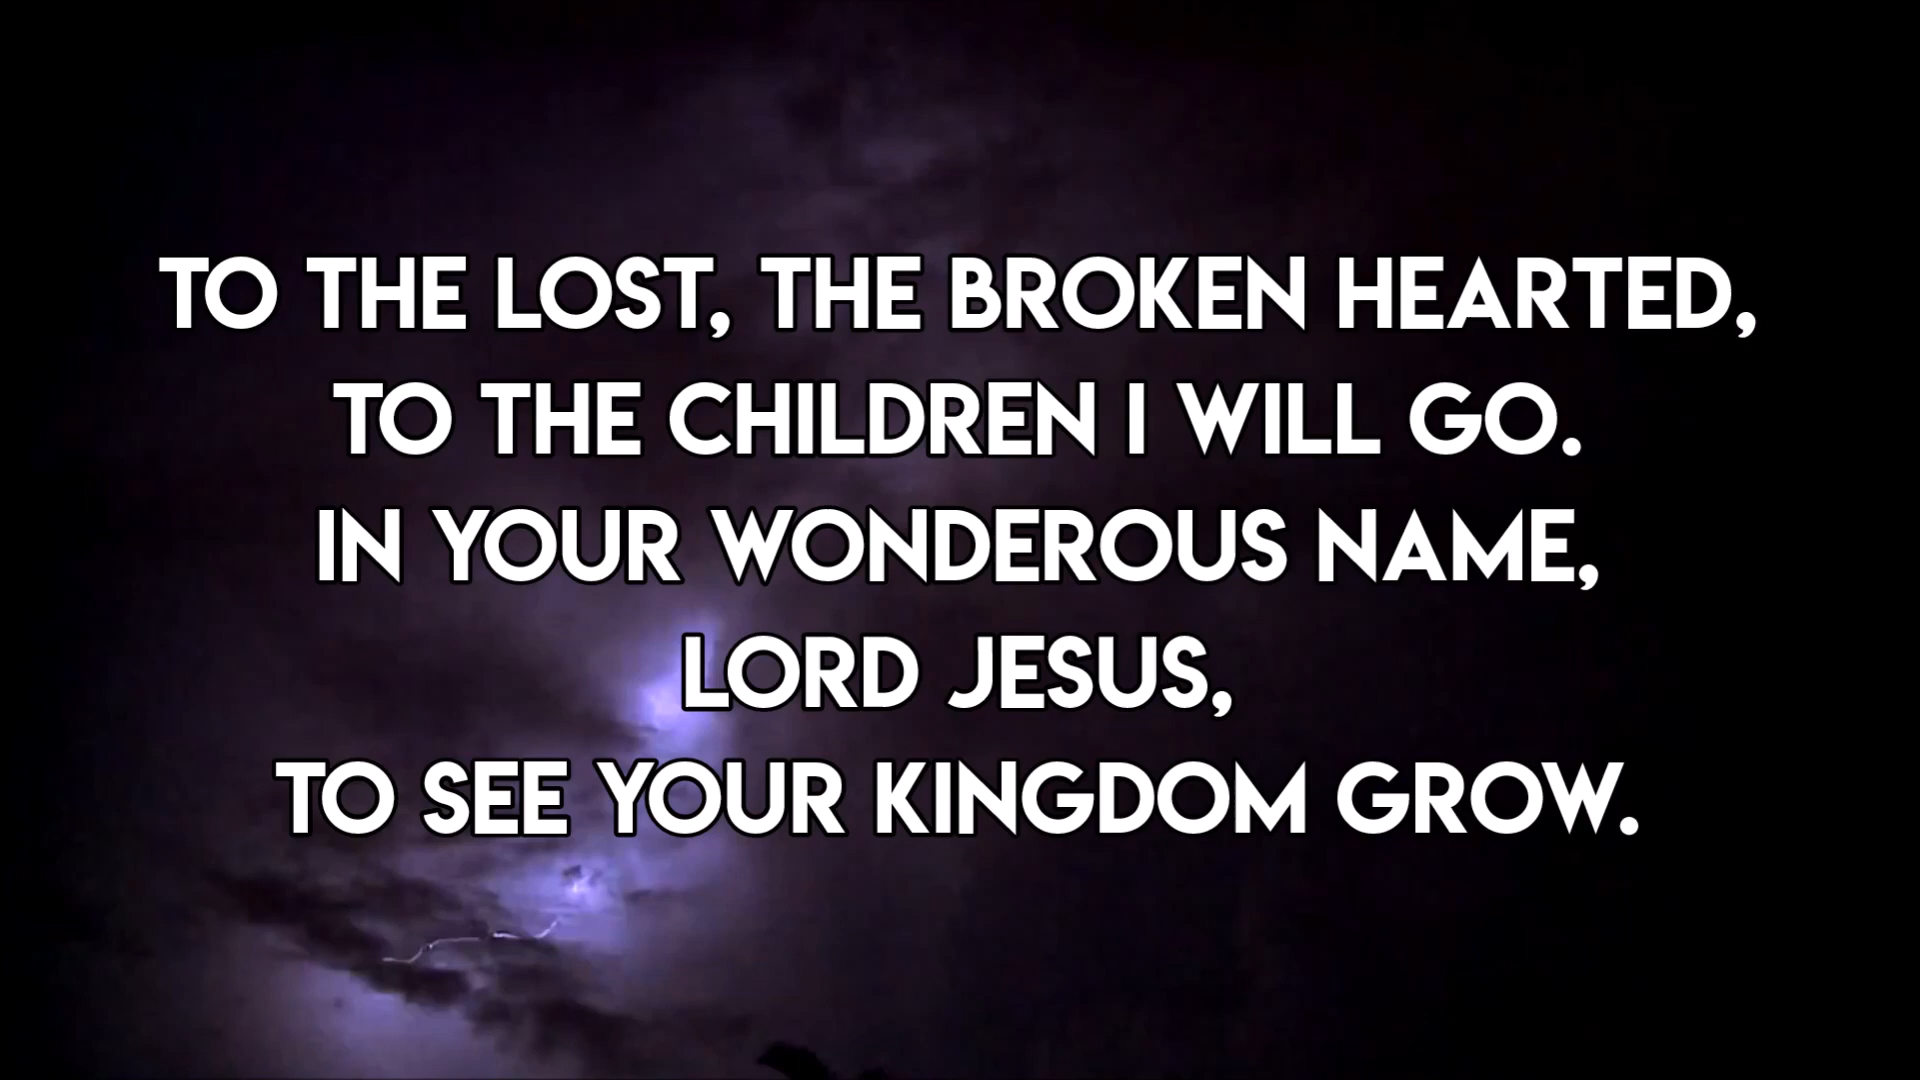 TO THE LOST, THE BROKEN HEARTED,
TO THE CHILDREN I WILL GO.
IN YOUR WONDEROUS NAME,
LORD JESUS,
TO SEE YOUR KINGDOM GROW.